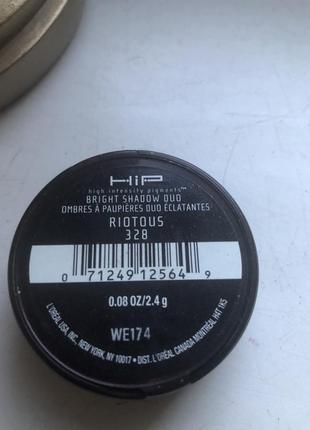 HiP
high intensity pigments™
BRIGHT SHADOW DUO
OMBRES À PAUPIÈRES DUO ÉCLATANTES
RIOTOUS
328
0 71249 12564 9
0.08 OZ/2.4 g
WE174
L'ORÉAL USA, INC., NEW YORK, NY 10017 • DIST. L'ORÉAL CANADA MONTRÉAL H4T 1K5